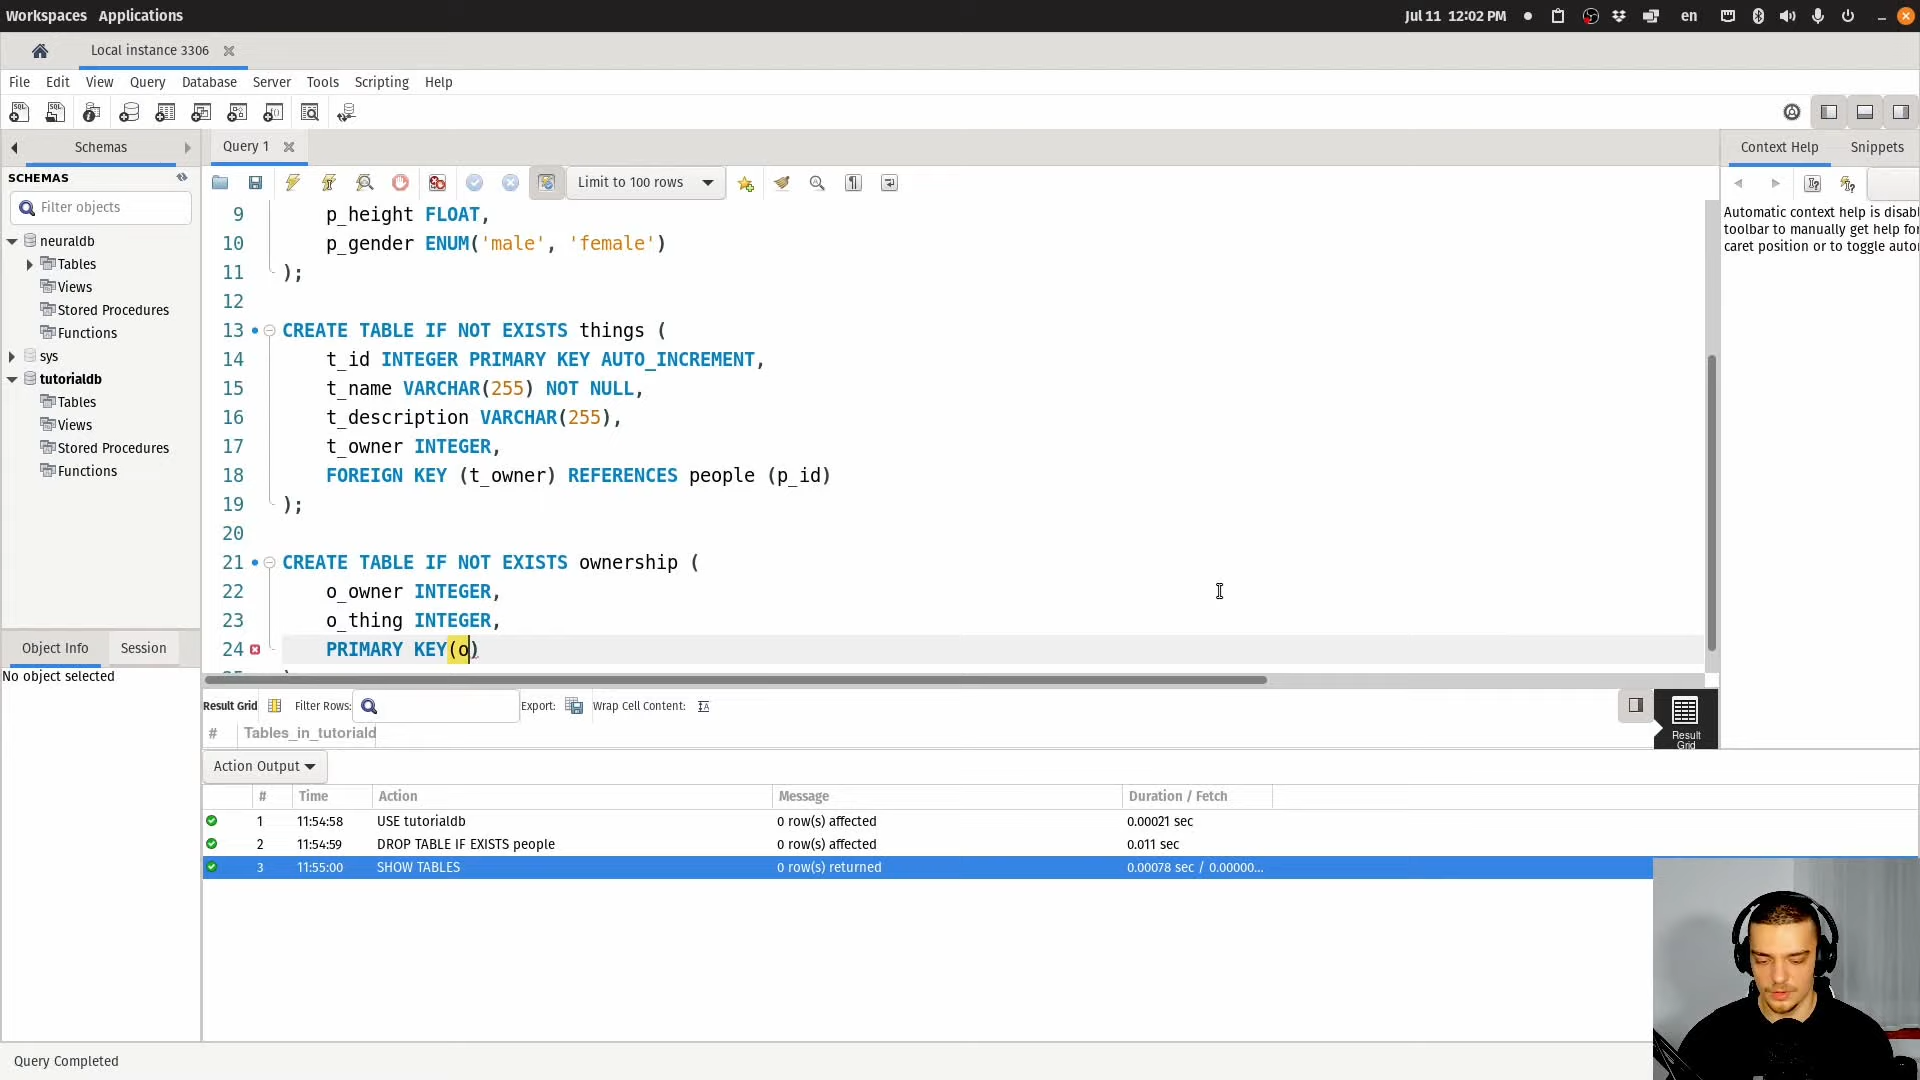 Workspaces Applications
Jul 11 12:02 PM
en
Local instance 3306
File Edit View Query Database Server Tools Scripting Help
Schemas
Query 1
Context Help Snippets
SCHEMAS
Limit to 100 rows
Filter objects
neuraldb
Tables
Views
Stored Procedures
Functions
sys
tutorialdb
Tables
Views
Stored Procedures
Functions
Automatic context help is disab
toolbar to manually get help for
caret position or to toggle auto
9 p_height FLOAT,
10 p_gender ENUM('male', 'female')
11 );
12
13 CREATE TABLE IF NOT EXISTS things (
14 t_id INTEGER PRIMARY KEY AUTO_INCREMENT,
15 t_name VARCHAR(255) NOT NULL,
16 t_description VARCHAR(255),
17 t_owner INTEGER,
18 FOREIGN KEY (t_owner) REFERENCES people (p_id)
19 );
20
21 CREATE TABLE IF NOT EXISTS ownership (
22 o_owner INTEGER,
23 o_thing INTEGER,
24 PRIMARY KEY(o)
Object Info Session
No object selected
Result Grid Filter Rows: Export: Wrap Cell Content:
Result
Grid
# Tables_in_tutoriald
Action Output
# Time Action Message Duration / Fetch
1 11:54:58 USE tutorialdb 0 row(s) affected 0.00021 sec
2 11:54:59 DROP TABLE IF EXISTS people 0 row(s) affected 0.011 sec
3 11:55:00 SHOW TABLES 0 row(s) returned 0.00078 sec / 0.00000...
Query Completed